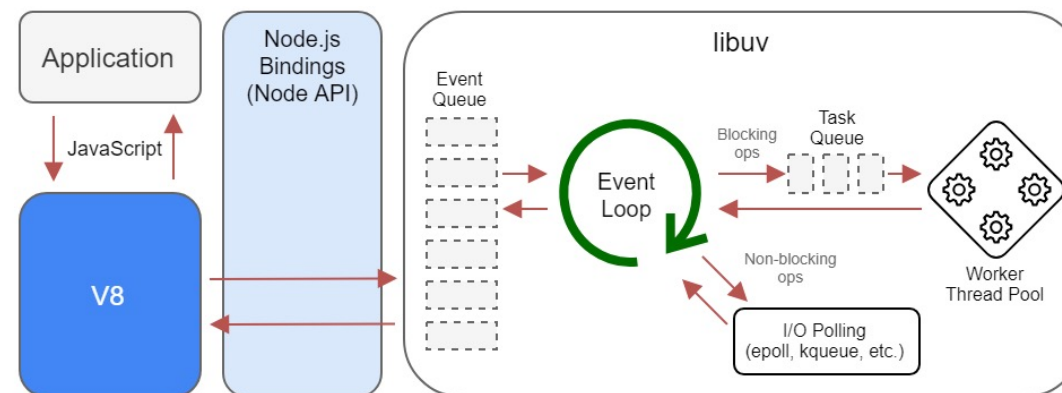 Application
JavaScript
V8
Node.js
Bindings
(Node API)
libuv
Event
Queue
Event
Loop
Blocking
ops
Task
Queue
Worker
Thread Pool
Non-blocking
ops
I/O Polling
(epoll, kqueue, etc.)